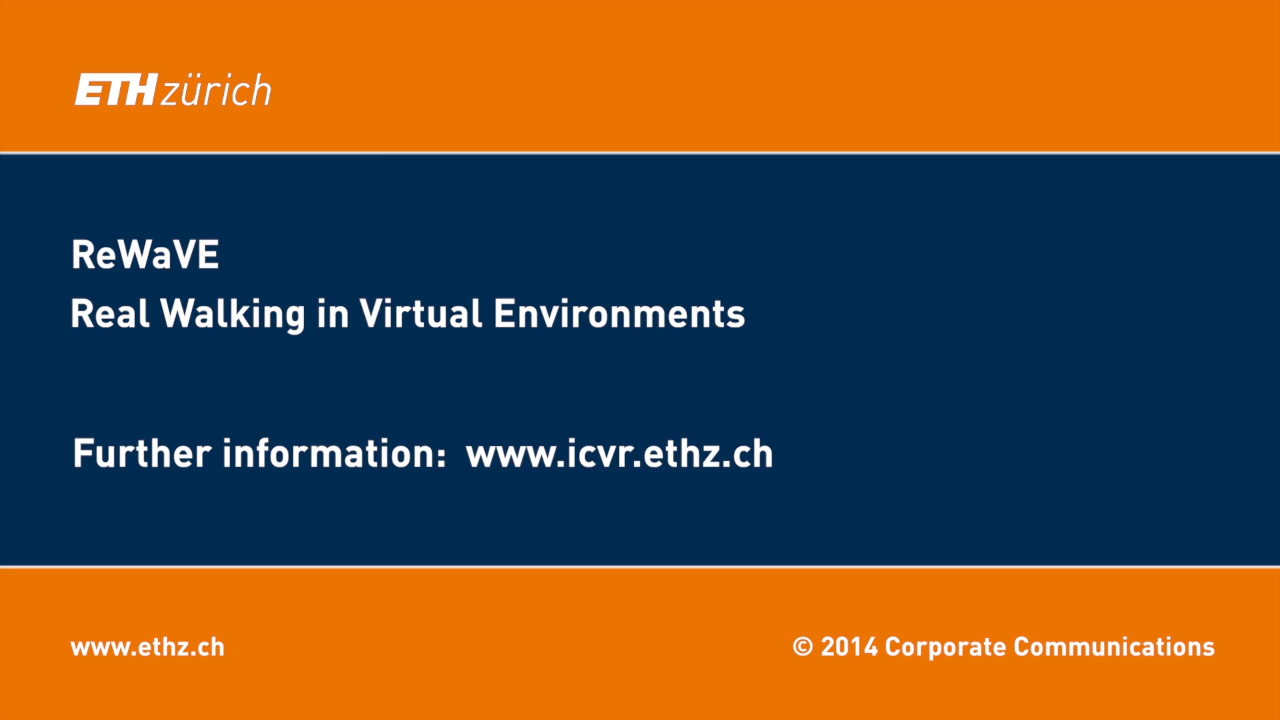 ETH zürich
ReWaVE
Real Walking in Virtual Environments
Further information: www.icvr.ethz.ch
www.ethz.ch
© 2014 Corporate Communications